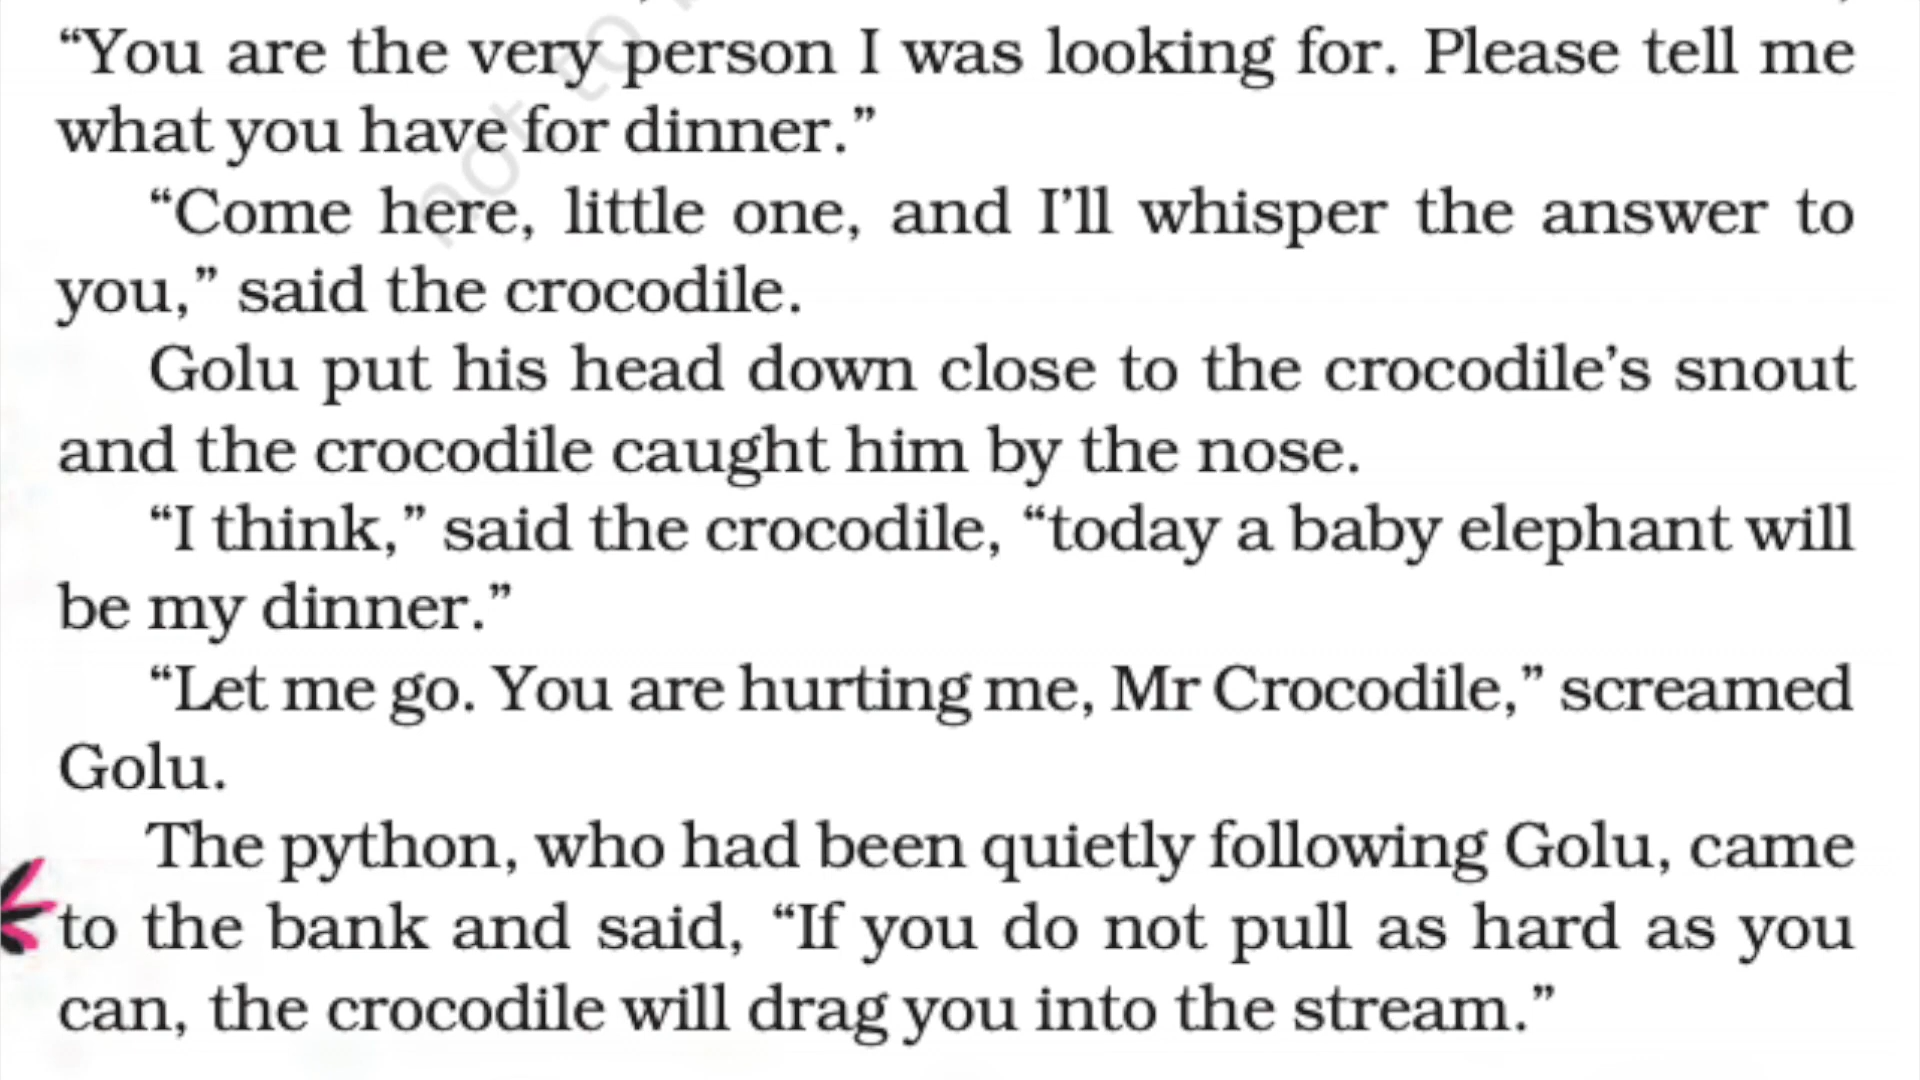 “You are the very person I was looking for. Please tell me
what you have for dinner.”
“Come here, little one, and I’ll whisper the answer to
you,” said the crocodile.
Golu put his head down close to the crocodile’s snout
and the crocodile caught him by the nose.
“I think,” said the crocodile, “today a baby elephant will
be my dinner.”
“Let me go. You are hurting me, Mr Crocodile,” screamed
Golu.
The python, who had been quietly following Golu, came
to the bank and said, “If you do not pull as hard as you
can, the crocodile will drag you into the stream.”
not to